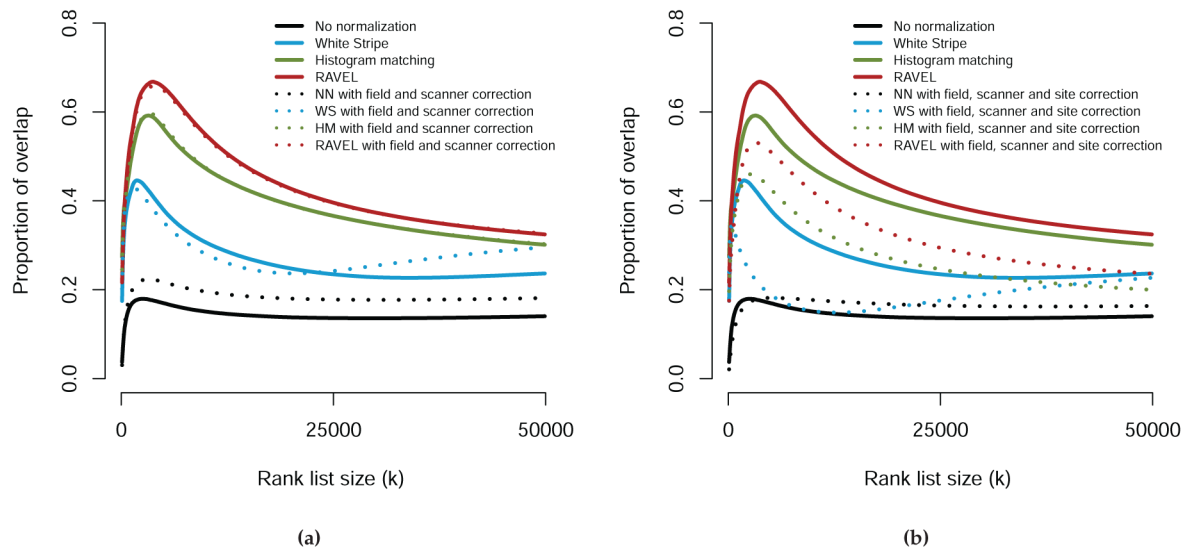 No normalization
White Stripe
Histogram matching
RAVEL
NN with field and scanner correction
WS with field and scanner correction
HM with field and scanner correction
RAVEL with field and scanner correction
Proportion of overlap
0.8
0.6
0.4
0.2
0.0
0
25000
50000
Rank list size (k)
(a)
No normalization
White Stripe
Histogram matching
RAVEL
NN with field, scanner and site correction
WS with field, scanner and site correction
HM with field, scanner and site correction
RAVEL with field, scanner and site correction
Proportion of overlap
0.8
0.6
0.4
0.2
0.0
0
25000
50000
Rank list size (k)
(b)